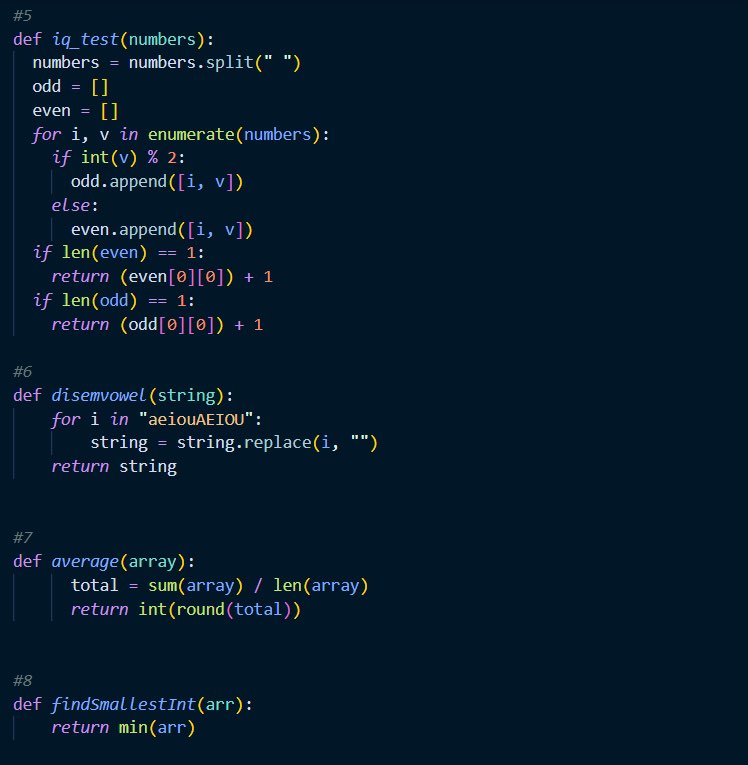 #5
def iq_test(numbers):
  numbers = numbers.split(" ")
  odd = []
  even = []
  for i, v in enumerate(numbers):
    if int(v) % 2:
      odd.append([i, v])
    else:
      even.append([i, v])
  if len(even) == 1:
    return (even[0][0]) + 1
  if len(odd) == 1:
    return (odd[0][0]) + 1

#6
def disemvowel(string):
    for i in "aeiouAEIOU":
        string = string.replace(i, "")
    return string


#7
def average(array):
      total = sum(array) / len(array)
      return int(round(total))


#8
def findSmallestInt(arr):
    return min(arr)